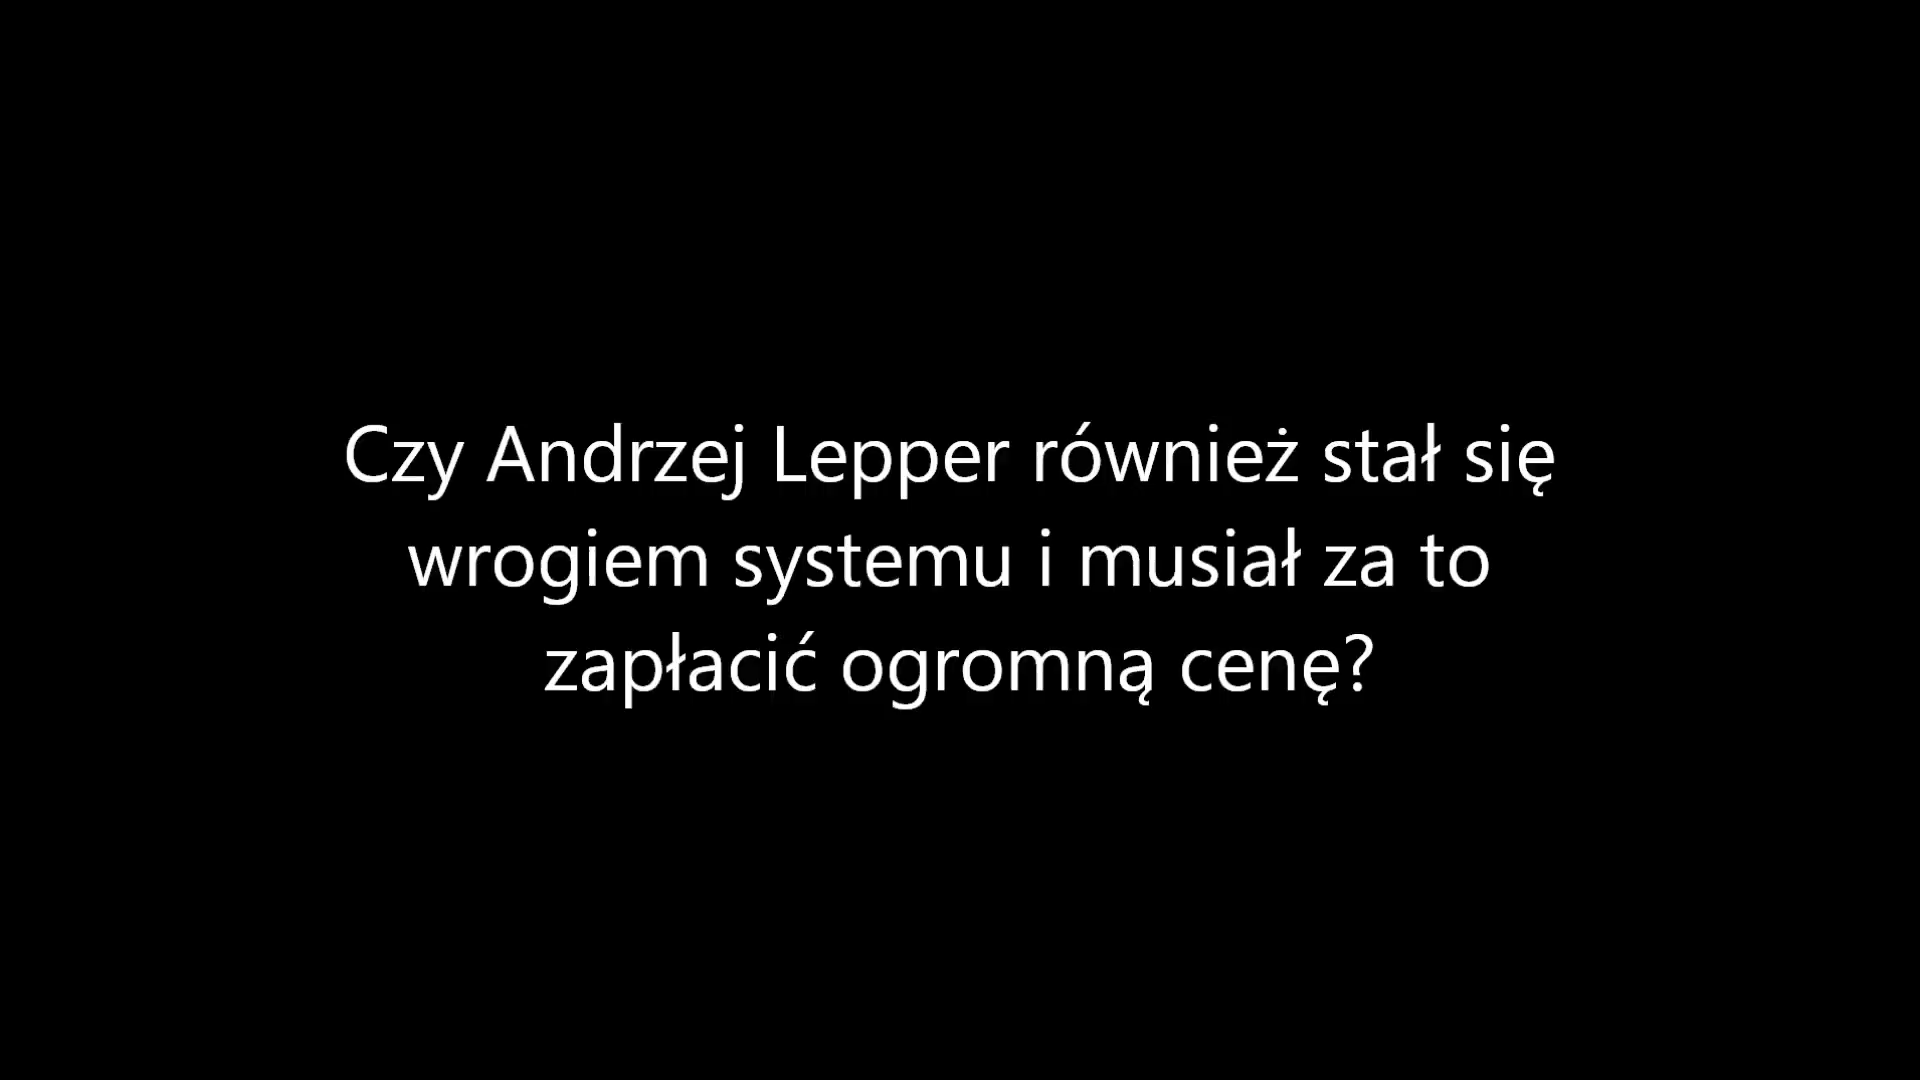 Czy Andrzej Lepper również stał się
wrogiem systemu i musiał za to
zapłacić ogromną cenę?